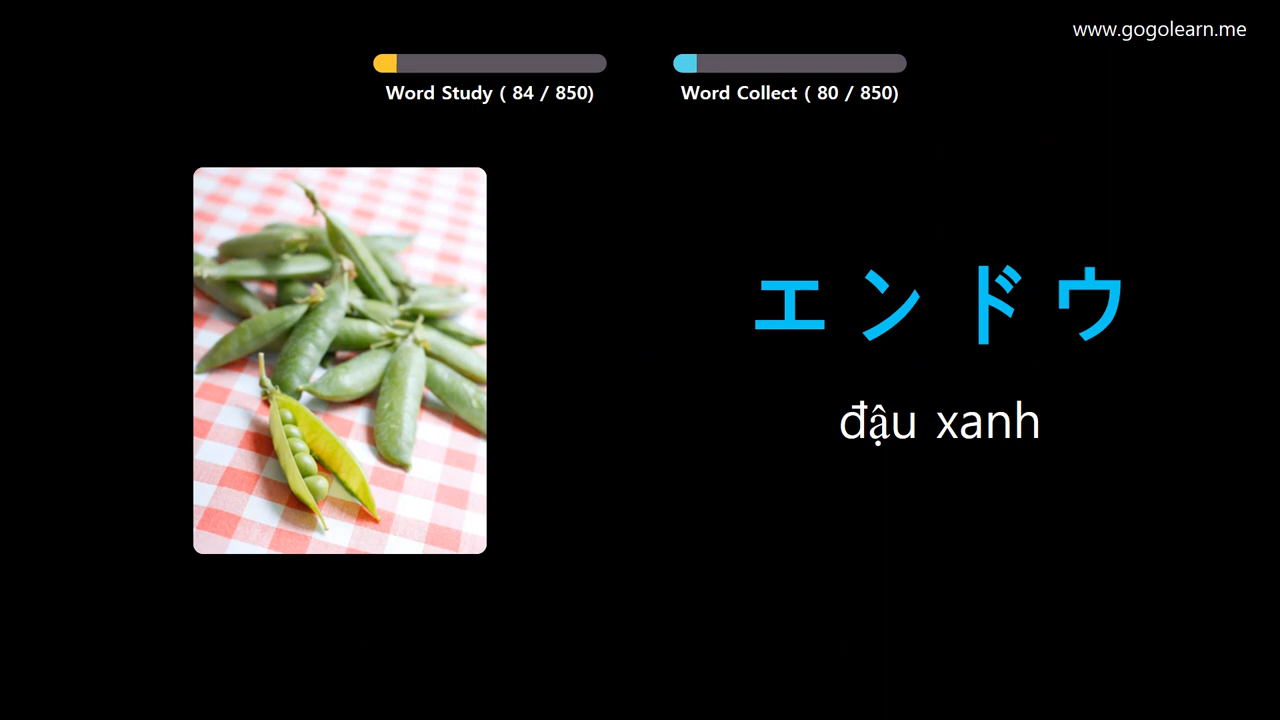 www.gogolearn.me
Word Study ( 84 / 850)
Word Collect ( 80 / 850)
エンドウ
đậu xanh